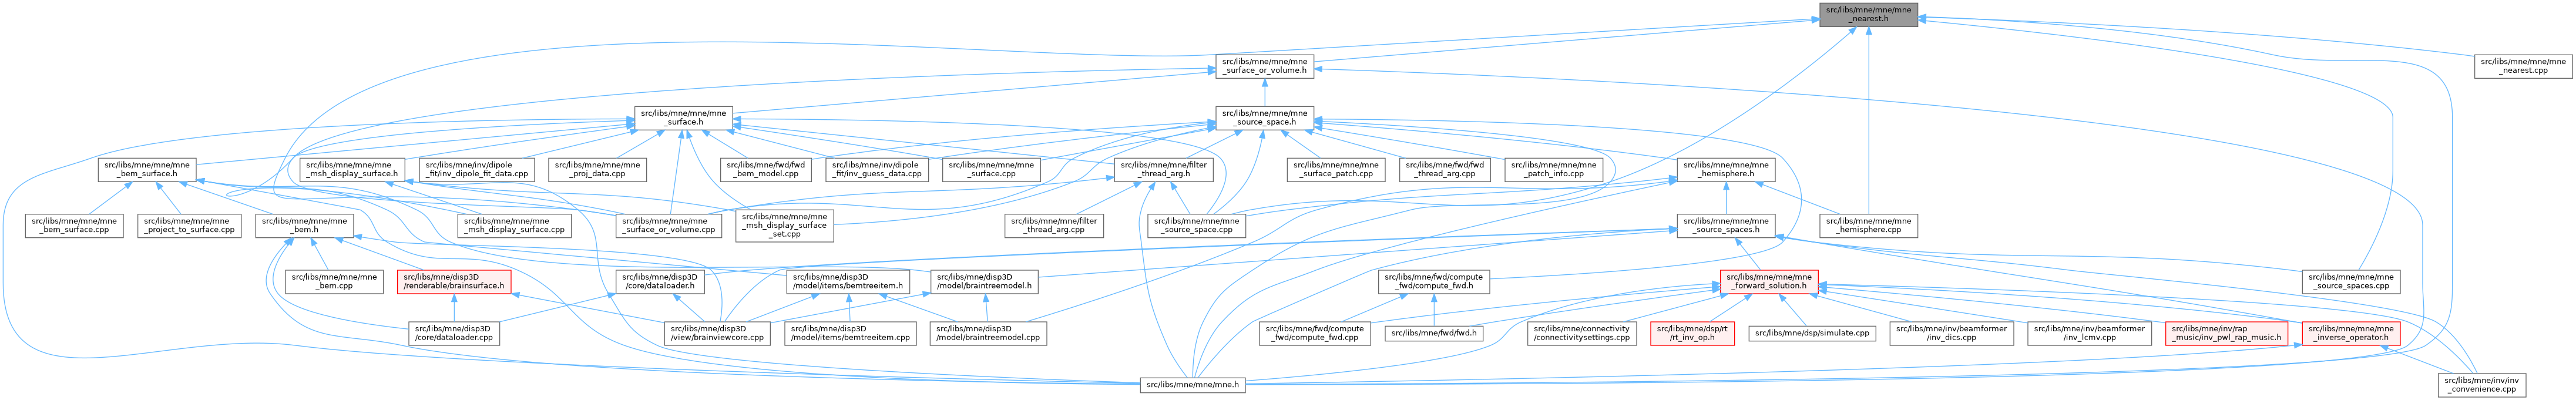 src/libs/mne/mne/mne
_nearest.h
src/libs/mne/mne/mne
_surface_or_volume.h
src/libs/mne/mne/mne
_nearest.cpp
src/libs/mne/mne/mne
_surface.h
src/libs/mne/mne/mne
_source_space.h
src/libs/mne/mne/mne
_bem_surface.h
src/libs/mne/mne/mne
_msh_display_surface.h
src/libs/mne/inv/dipole
_fit/inv_dipole_fit_data.cpp
src/libs/mne/mne/mne
_proj_data.cpp
src/libs/mne/fwd/fwd
_bem_model.cpp
src/libs/mne/inv/dipole
_fit/inv_guess_data.cpp
src/libs/mne/mne/mne
_surface.cpp
src/libs/mne/mne/filter
_thread_arg.h
src/libs/mne/mne/mne
_surface_patch.cpp
src/libs/mne/fwd/fwd
_thread_arg.cpp
src/libs/mne/mne/mne
_patch_info.cpp
src/libs/mne/mne/mne
_hemisphere.h
src/libs/mne/mne/mne
_bem_surface.cpp
src/libs/mne/mne/mne
_project_to_surface.cpp
src/libs/mne/mne/mne
_bem.h
src/libs/mne/mne/mne
_msh_display_surface.cpp
src/libs/mne/mne/mne
_surface_or_volume.cpp
src/libs/mne/mne/mne
_msh_display_surface
_set.cpp
src/libs/mne/mne/filter
_thread_arg.cpp
src/libs/mne/mne/mne
_source_space.cpp
src/libs/mne/mne/mne
_source_spaces.h
src/libs/mne/mne/mne
_hemisphere.cpp
src/libs/mne/mne/mne
_bem.cpp
src/libs/mne/disp3D
/renderable/brainsurface.h
src/libs/mne/disp3D
/core/dataloader.h
src/libs/mne/disp3D
/model/items/bemtreeitem.h
src/libs/mne/disp3D
/model/braintreemodel.h
src/libs/mne/fwd/compute
_fwd/compute_fwd.h
src/libs/mne/mne/mne
_forward_solution.h
src/libs/mne/mne/mne
_source_spaces.cpp
src/libs/mne/disp3D
/core/dataloader.cpp
src/libs/mne/disp3D
/view/brainviewcore.cpp
src/libs/mne/disp3D
/model/items/bemtreeitem.cpp
src/libs/mne/disp3D
/model/braintreemodel.cpp
src/libs/mne/fwd/compute
_fwd/compute_fwd.cpp
src/libs/mne/fwd/fwd.h
src/libs/mne/connectivity
/connectivitysettings.cpp
src/libs/mne/dsp/rt
/rt_inv_op.h
src/libs/mne/dsp/simulate.cpp
src/libs/mne/inv/beamformer
/inv_dics.cpp
src/libs/mne/inv/beamformer
/inv_lcmv.cpp
src/libs/mne/inv/rap
_music/inv_pwl_rap_music.h
src/libs/mne/mne/mne
_inverse_operator.h
src/libs/mne/mne/mne.h
src/libs/mne/inv/inv
_convenience.cpp